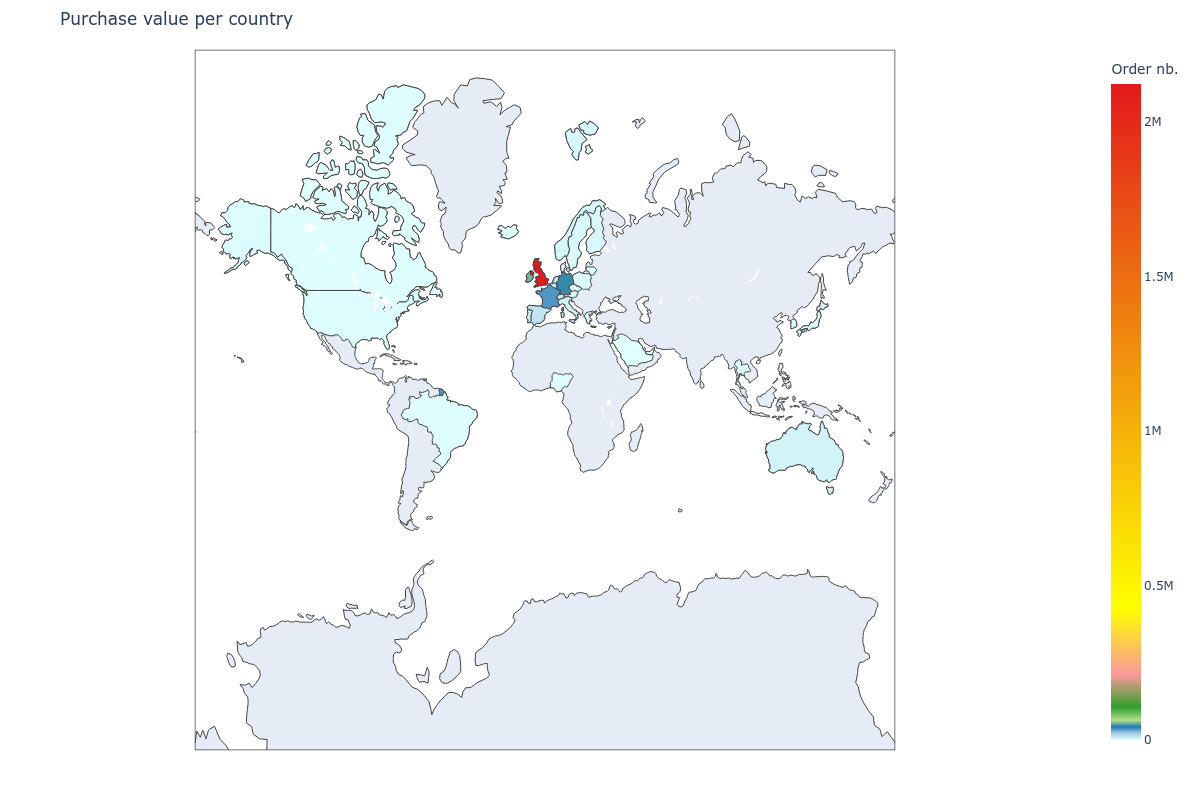 Purchase value per country
Order nb.
2M
1.5M
1M
0.5M
0